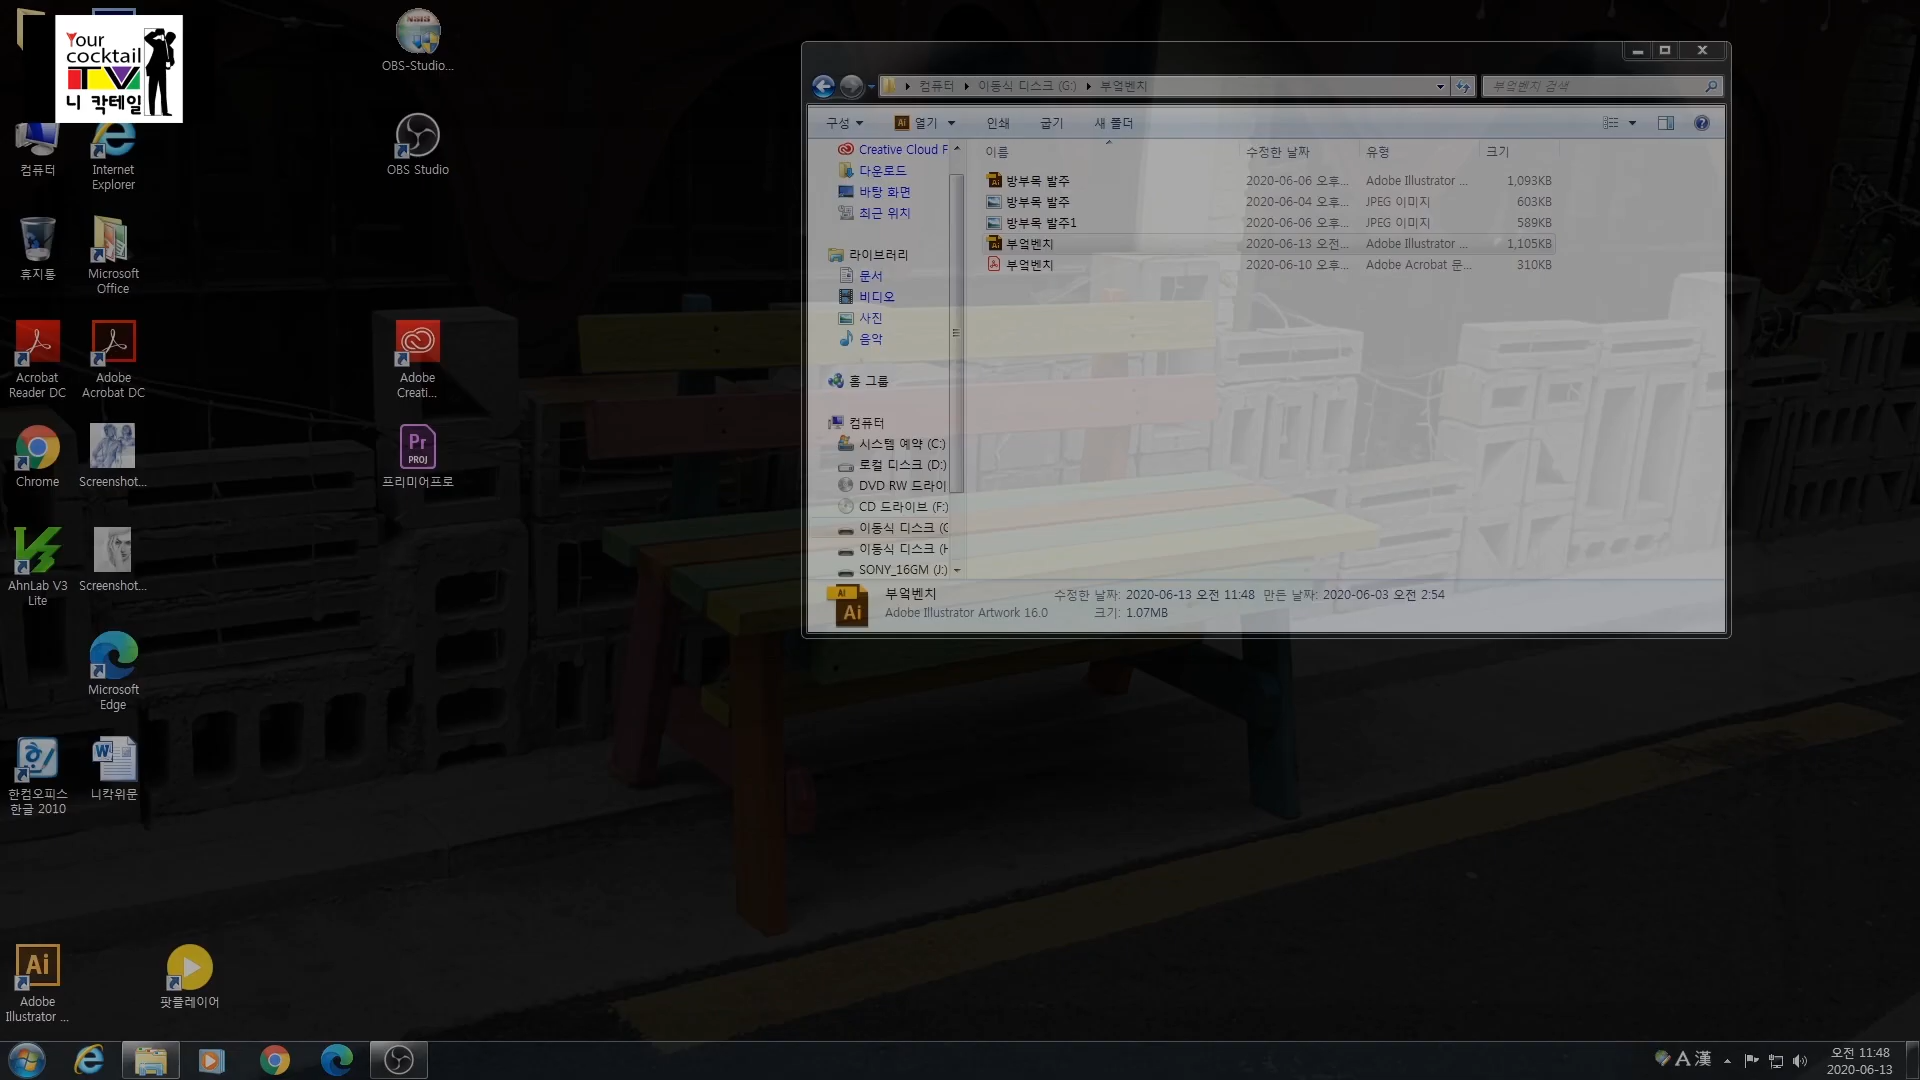 Your
cocktail
TV
니 칵테일
OBS-Studio...
OBS Studio
컴퓨터
Internet
Explorer
휴지통
Microsoft
Office
Acrobat
Reader DC
Adobe
Acrobat DC
Adobe
Creati...
Chrome
Screenshot...
Pr
PROJ
프리미어프로
AhnLab V3
Lite
Screenshot...
Microsoft
Edge
한컴오피스
한글 2010
니칵위문
Ai
Adobe
Illustrator ...
팟플레이어
컴퓨터 이동식 디스크 (G:) 부엌벤치
부엌벤치 검색
구성 열기 인쇄 굽기 새 폴더
Creative Cloud F
다운로드
바탕 화면
최근 위치
라이브러리
문서
비디오
사진
음악
홈 그룹
컴퓨터
시스템 예약 (C:)
로컬 디스크 (D:)
DVD RW 드라이
CD 드라이브 (F:)
이동식 디스크 (G
이동식 디스크 (H
SONY_16GM (J:)
이름 수정한 날짜 유형 크기
방부목 발주 2020-06-06 오후... Adobe Illustrator ... 1,093KB
방부목 발주 2020-06-04 오후... JPEG 이미지 603KB
방부목 발주1 2020-06-06 오후... JPEG 이미지 589KB
부엌벤치 2020-06-13 오전... Adobe Illustrator ... 1,105KB
부엌벤치 2020-06-10 오후... Adobe Acrobat 문... 310KB
AI
Ai
부엌벤치 수정한 날짜: 2020-06-13 오전 11:48 만든 날짜: 2020-06-03 오전 2:54
Adobe Illustrator Artwork 16.0 크기: 1.07MB
A 漢
오전 11:48
2020-06-13